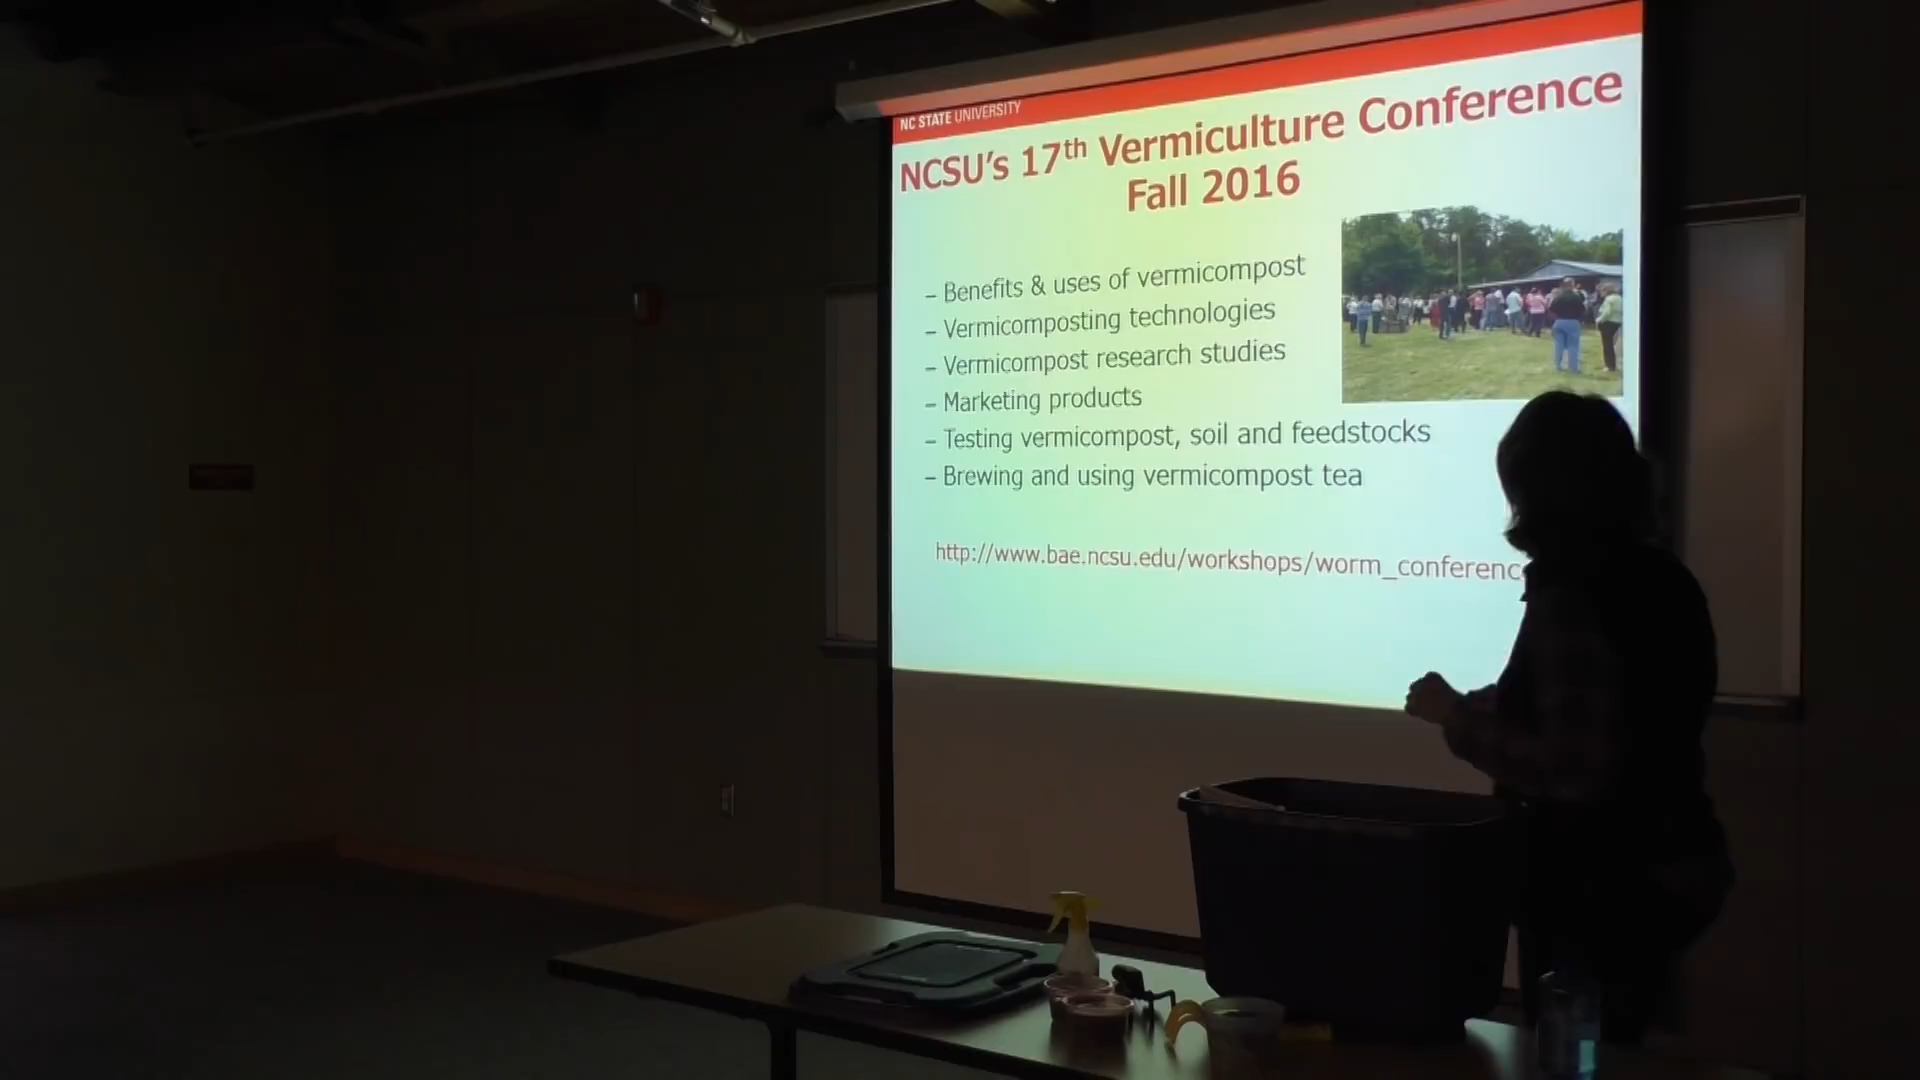 NC STATE UNIVERSITY
NCSU's 17th Vermiculture Conference
Fall 2016
– Benefits & uses of vermicompost
– Vermicomposting technologies
– Vermicompost research studies
– Marketing products
– Testing vermicompost, soil and feedstocks
– Brewing and using vermicompost tea
http://www.bae.ncsu.edu/workshops/worm_conferenc